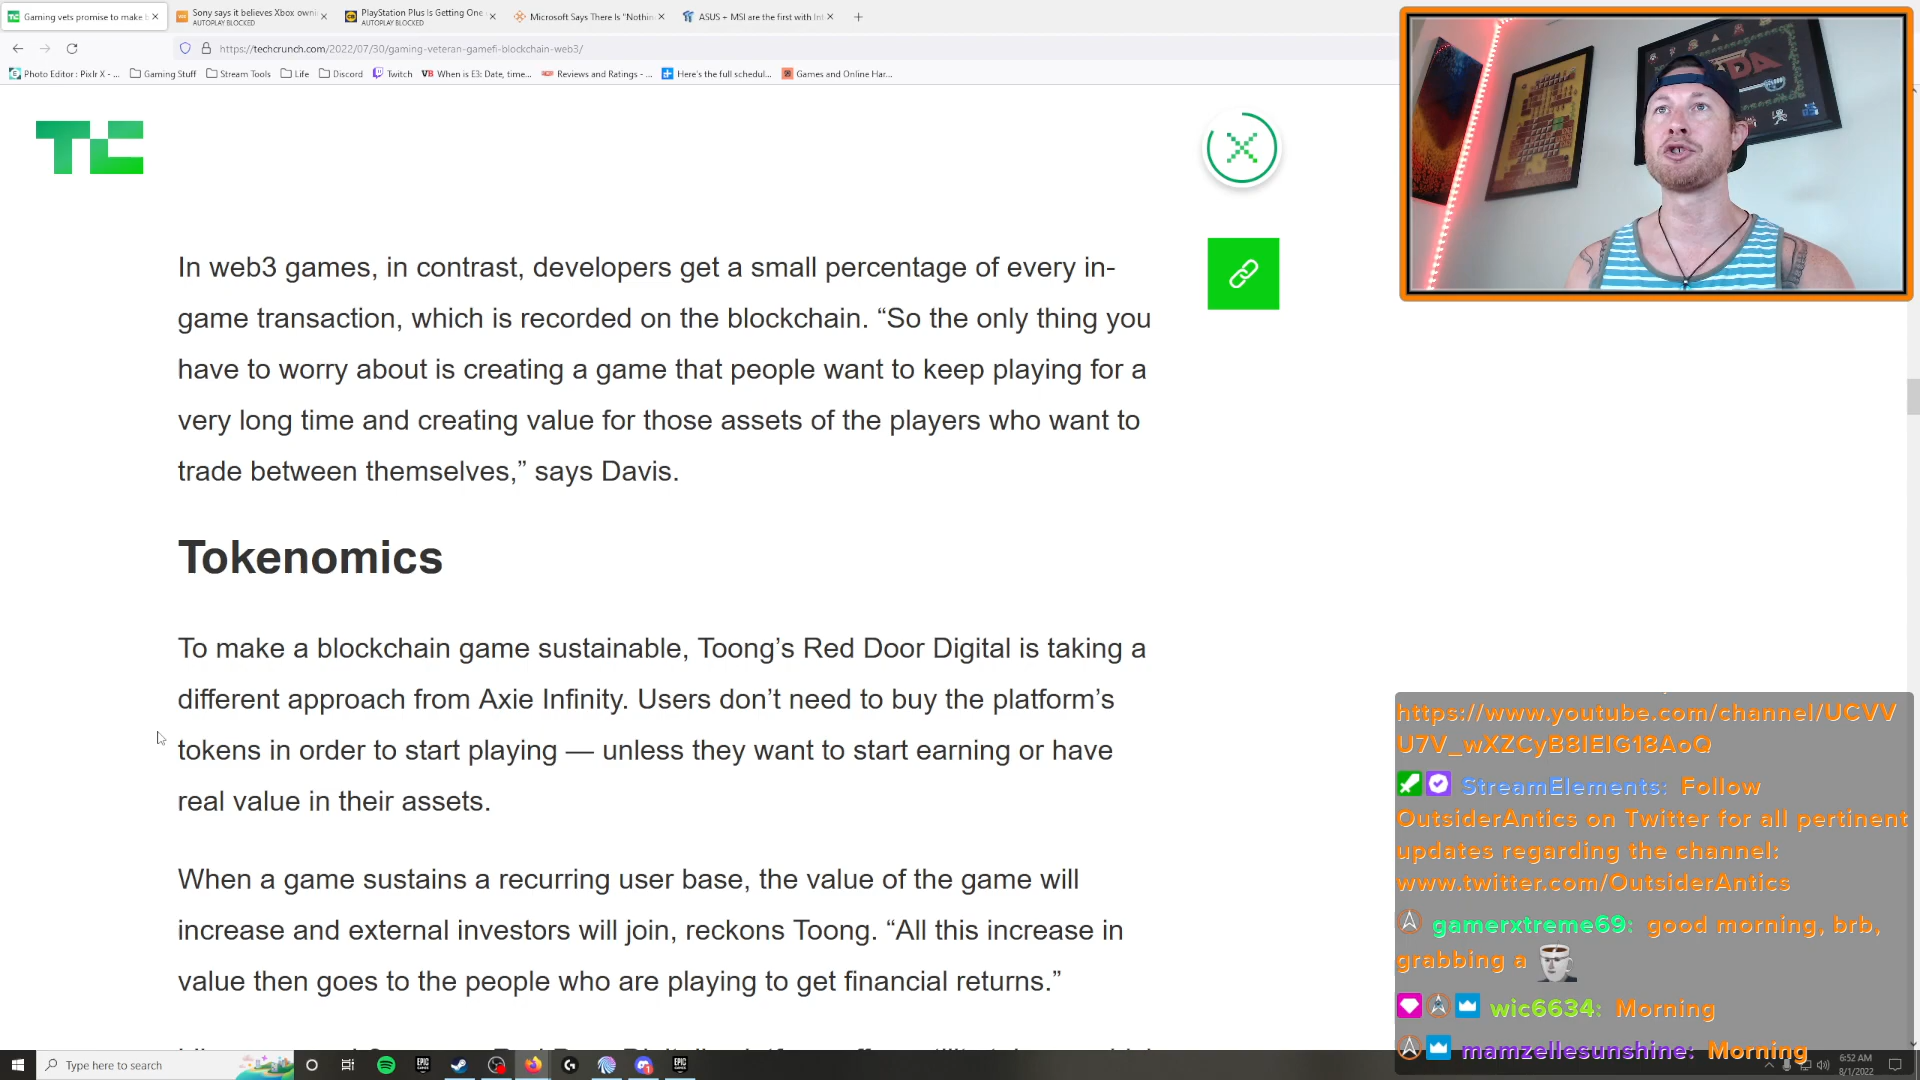 Gaming vets promise to make b
Sony says it believes Xbox owni
AUTOPLAY BLOCKED
PlayStation Plus Is Getting One
AUTOPLAY BLOCKED
Microsoft Says There Is "Nothin
ASUS + MSI are the first with Int
https://techcrunch.com/2022/07/30/gaming-veteran-gamefi-blockchain-web3/
Photo Editor : Pixlr X - ...
Gaming Stuff
Stream Tools
Life
Discord
Twitch
VB When is E3: Date, time...
Reviews and Ratings - ...
Here's the full schedul...
Games and Online Har...
TC
In web3 games, in contrast, developers get a small percentage of every in-
game transaction, which is recorded on the blockchain. “So the only thing you
have to worry about is creating a game that people want to keep playing for a
very long time and creating value for those assets of the players who want to
trade between themselves,” says Davis.
Tokenomics
To make a blockchain game sustainable, Toong’s Red Door Digital is taking a
different approach from Axie Infinity. Users don’t need to buy the platform’s
tokens in order to start playing — unless they want to start earning or have
real value in their assets.
When a game sustains a recurring user base, the value of the game will
increase and external investors will join, reckons Toong. “All this increase in
value then goes to the people who are playing to get financial returns.”
https://www.youtube.com/channel/UCVV
U7V_wXZCyB8IEIG18AoQ
StreamElements: Follow
OutsiderAntics on Twitter for all pertinent
updates regarding the channel:
www.twitter.com/OutsiderAntics
gamerxtreme69: good morning, brb,
grabbing a
wic6634: Morning
mamzellesunshine: Morning
Type here to search
6:52 AM
8/1/2022